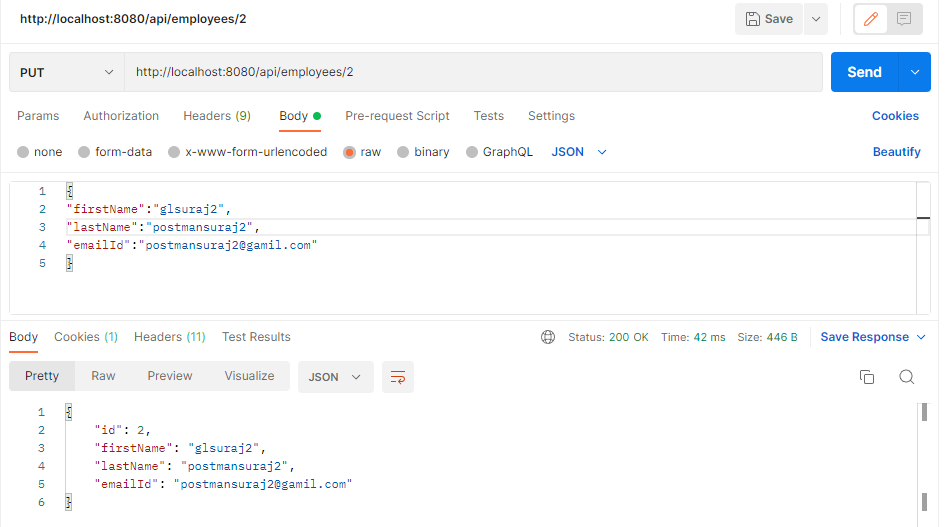 http://localhost:8080/api/employees/2 Save
PUT http://localhost:8080/api/employees/2 Send
Params Authorization Headers (9) Body Pre-request Script Tests Settings Cookies
none form-data x-www-form-urlencoded raw binary GraphQL JSON Beautify
1 {
2 "firstName":"glsuraj2",
3 "lastName":"postmansuraj2",
4 "emailId":"postmansuraj2@gamil.com"
5 }
Body Cookies (1) Headers (11) Test Results Status: 200 OK Time: 42 ms Size: 446 B Save Response
Pretty Raw Preview Visualize JSON
1 {
2 "id": 2,
3 "firstName": "glsuraj2",
4 "lastName": "postmansuraj2",
5 "emailId": "postmansuraj2@gamil.com"
6 }